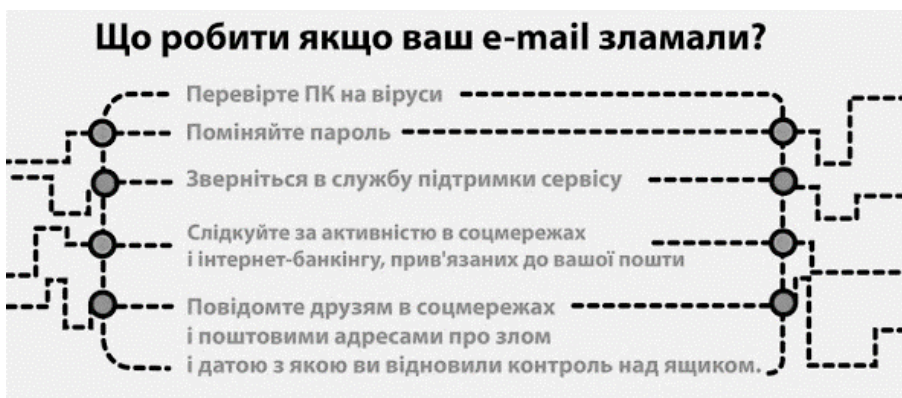 Що робити якщо ваш e-mail зламали?
Перевірте ПК на віруси
Поміняйте пароль
Зверніться в службу підтримки сервісу
Слідкуйте за активністю в соцмережах
і інтернет-банкінгу, прив'язаних до вашої пошти
Повідомте друзям в соцмережах
і поштовими адресами про злом
і датою з якою ви відновили контроль над ящиком.